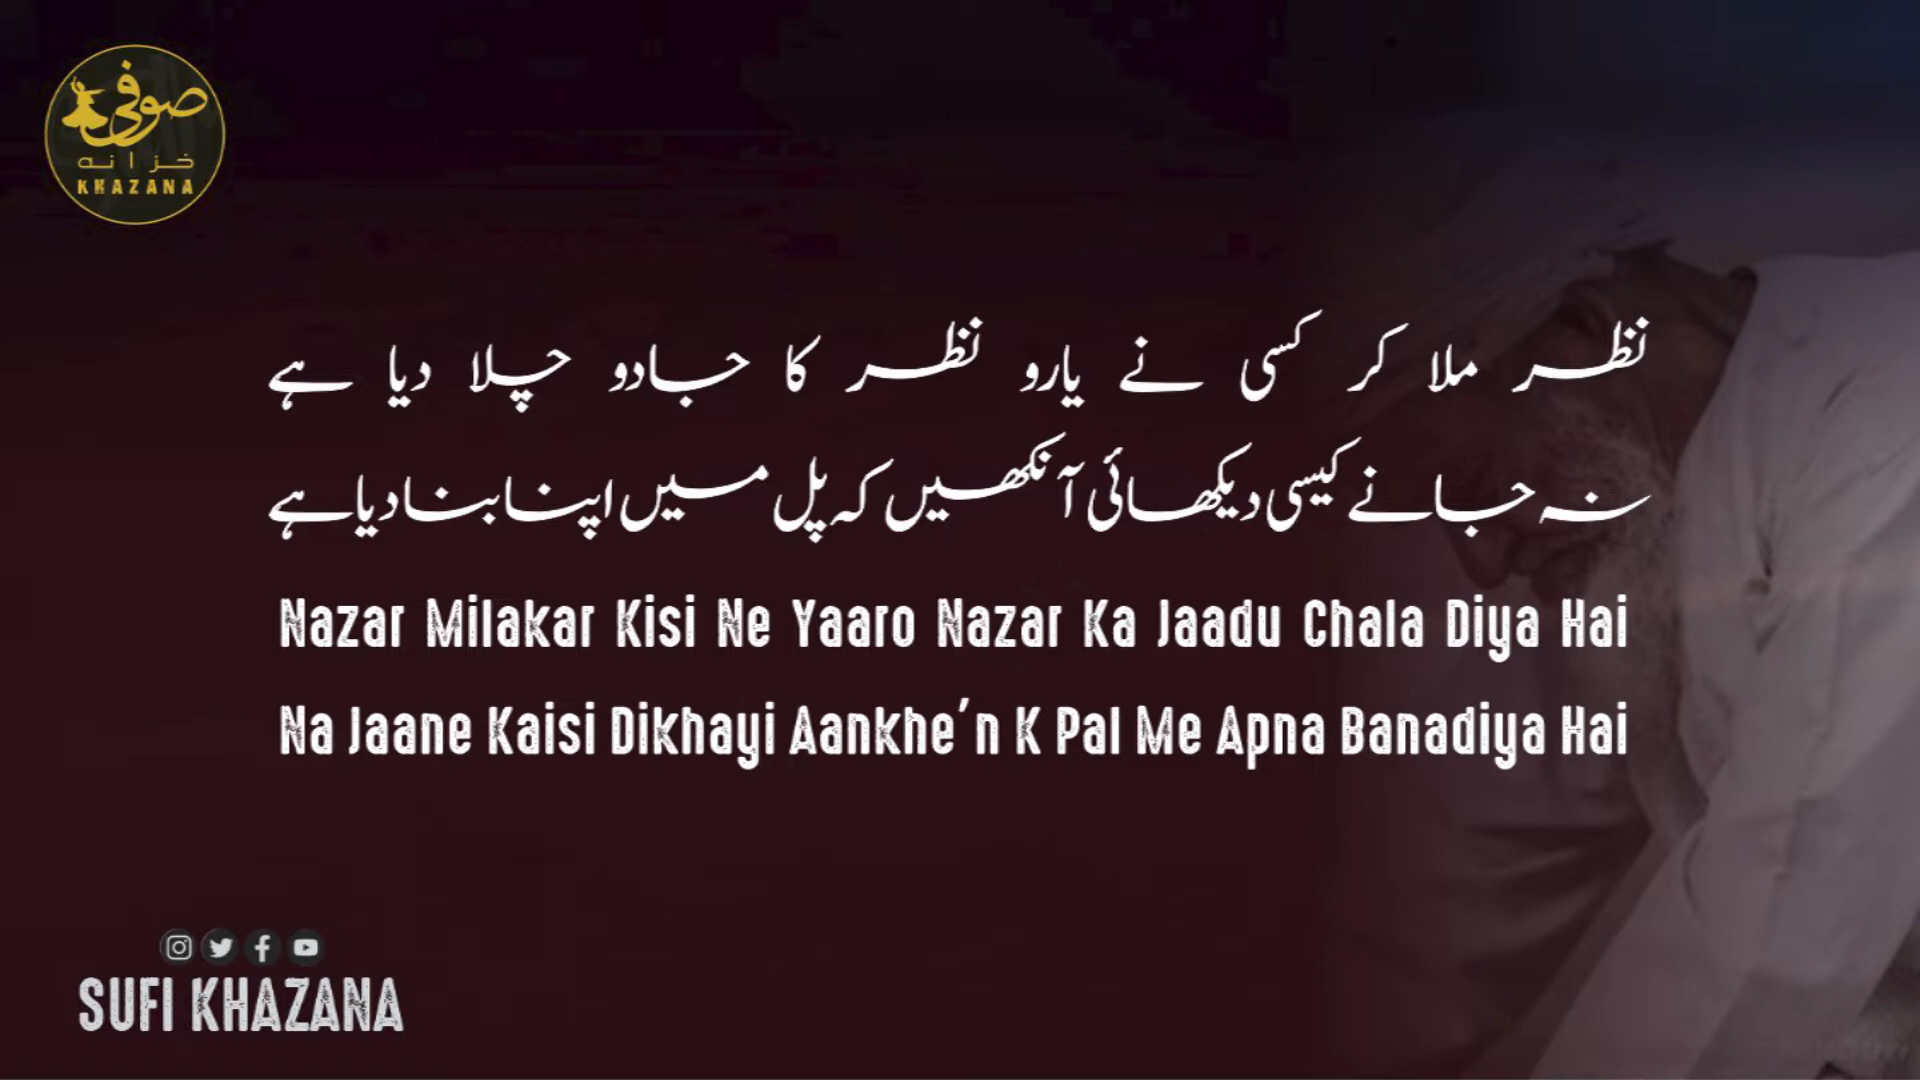 صوفی
خزانہ
KHAZANA
نظر ملا کر کسی نے یارو نظر کا جادو چلا دیا ہے
نہ جانے کیسی دیکھائی آنکھیں کہ پل میں اپنا بنا دیا ہے
Nazar Milakar Kisi Ne Yaaro Nazar Ka Jaadu Chala Diya Hai
Na Jaane Kaisi Dikhayi Aankhe'n K Pal Me Apna Banadiya Hai
SUFI KHAZANA